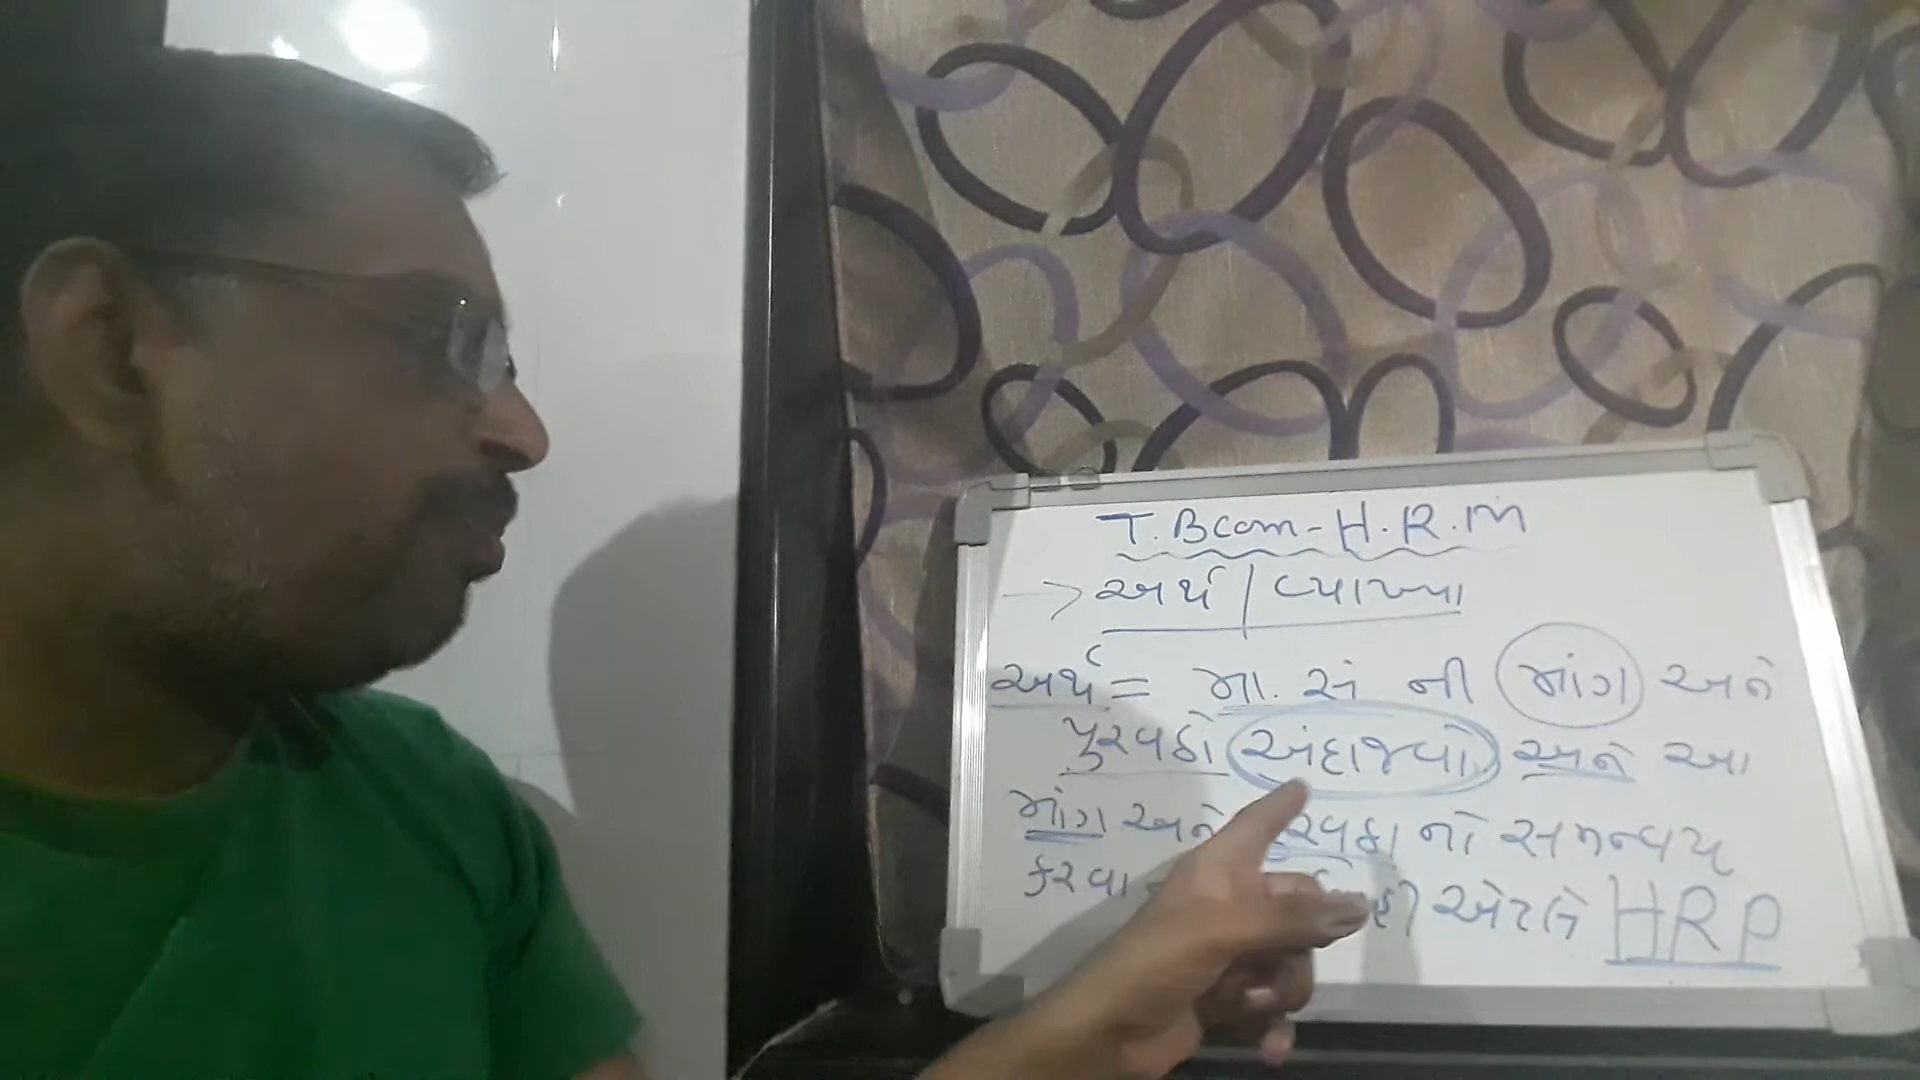 T. Bcom - H.R.M
→ અર્થ / વ્યાખ્યા
અર્થ = મા. સં ની માંગ અને
પુરવઠો અંદાજવો અને આ
માંગ અને રવઠા નો સમન્વય
કરવા એટલે HRP